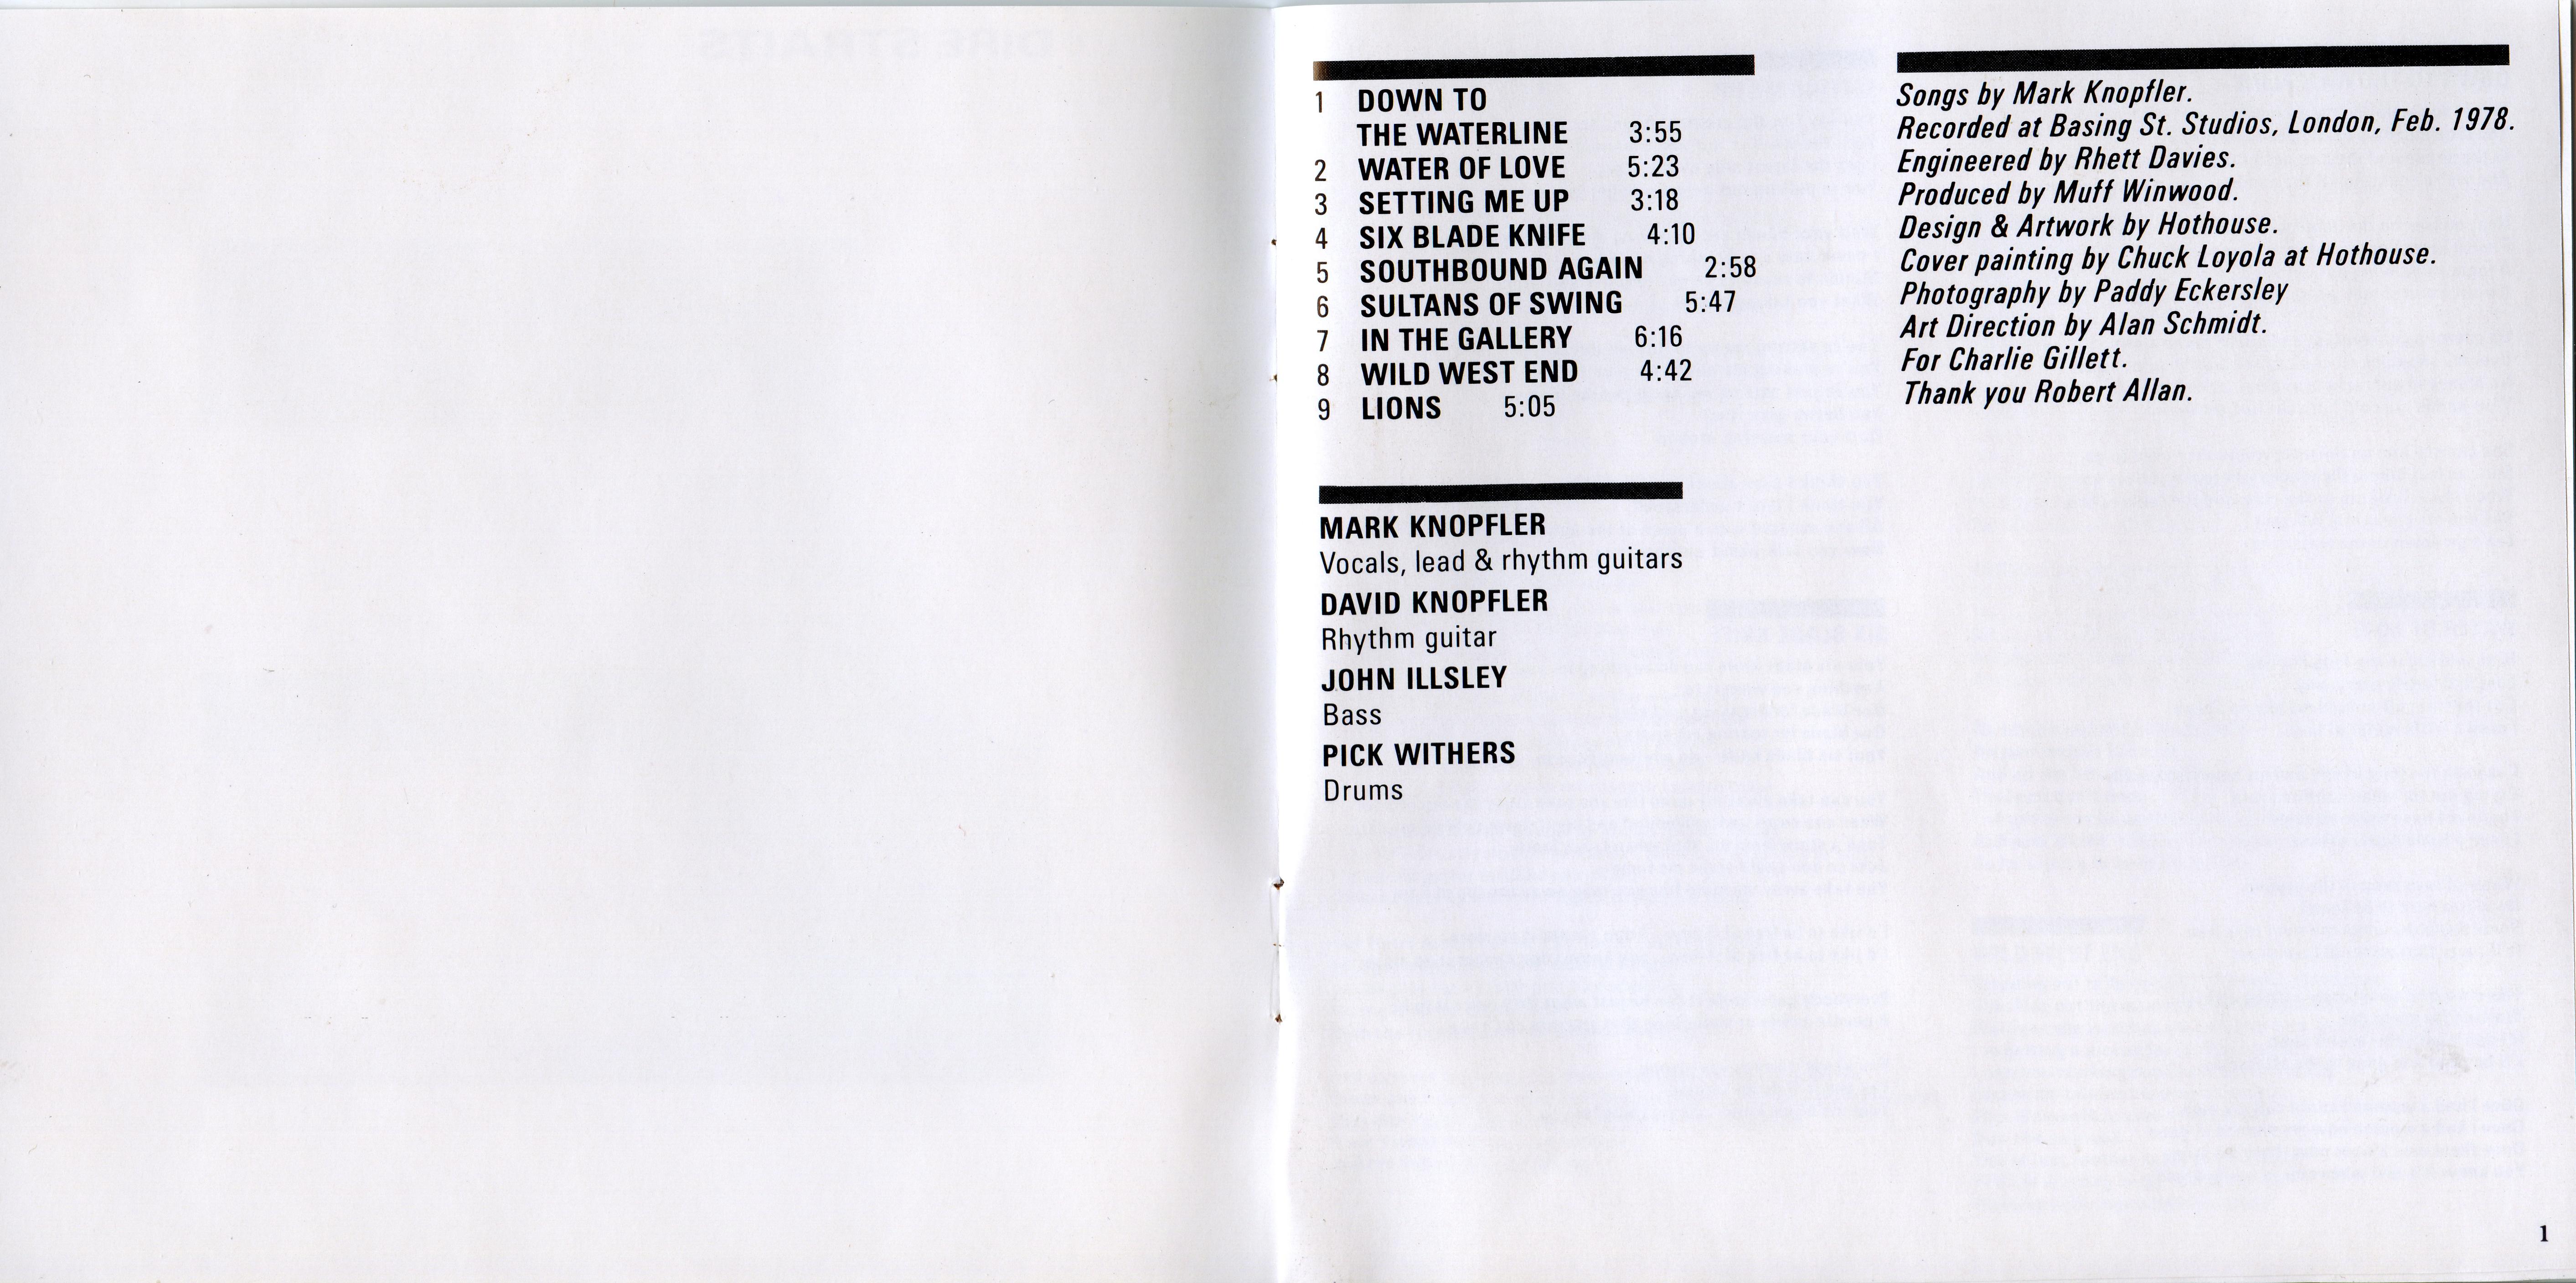 1 DOWN TO
THE WATERLINE 3:55
2 WATER OF LOVE 5:23
3 SETTING ME UP 3:18
4 SIX BLADE KNIFE 4:10
5 SOUTHBOUND AGAIN 2:58
6 SULTANS OF SWING 5:47
7 IN THE GALLERY 6:16
8 WILD WEST END 4:42
9 LIONS 5:05
MARK KNOPFLER
Vocals, lead & rhythm guitars
DAVID KNOPFLER
Rhythm guitar
JOHN ILLSLEY
Bass
PICK WITHERS
Drums
Songs by Mark Knopfler.
Recorded at Basing St. Studios, London, Feb. 1978.
Engineered by Rhett Davies.
Produced by Muff Winwood.
Design & Artwork by Hothouse.
Cover painting by Chuck Loyola at Hothouse.
Photography by Paddy Eckersley
Art Direction by Alan Schmidt.
For Charlie Gillett.
Thank you Robert Allan.
1